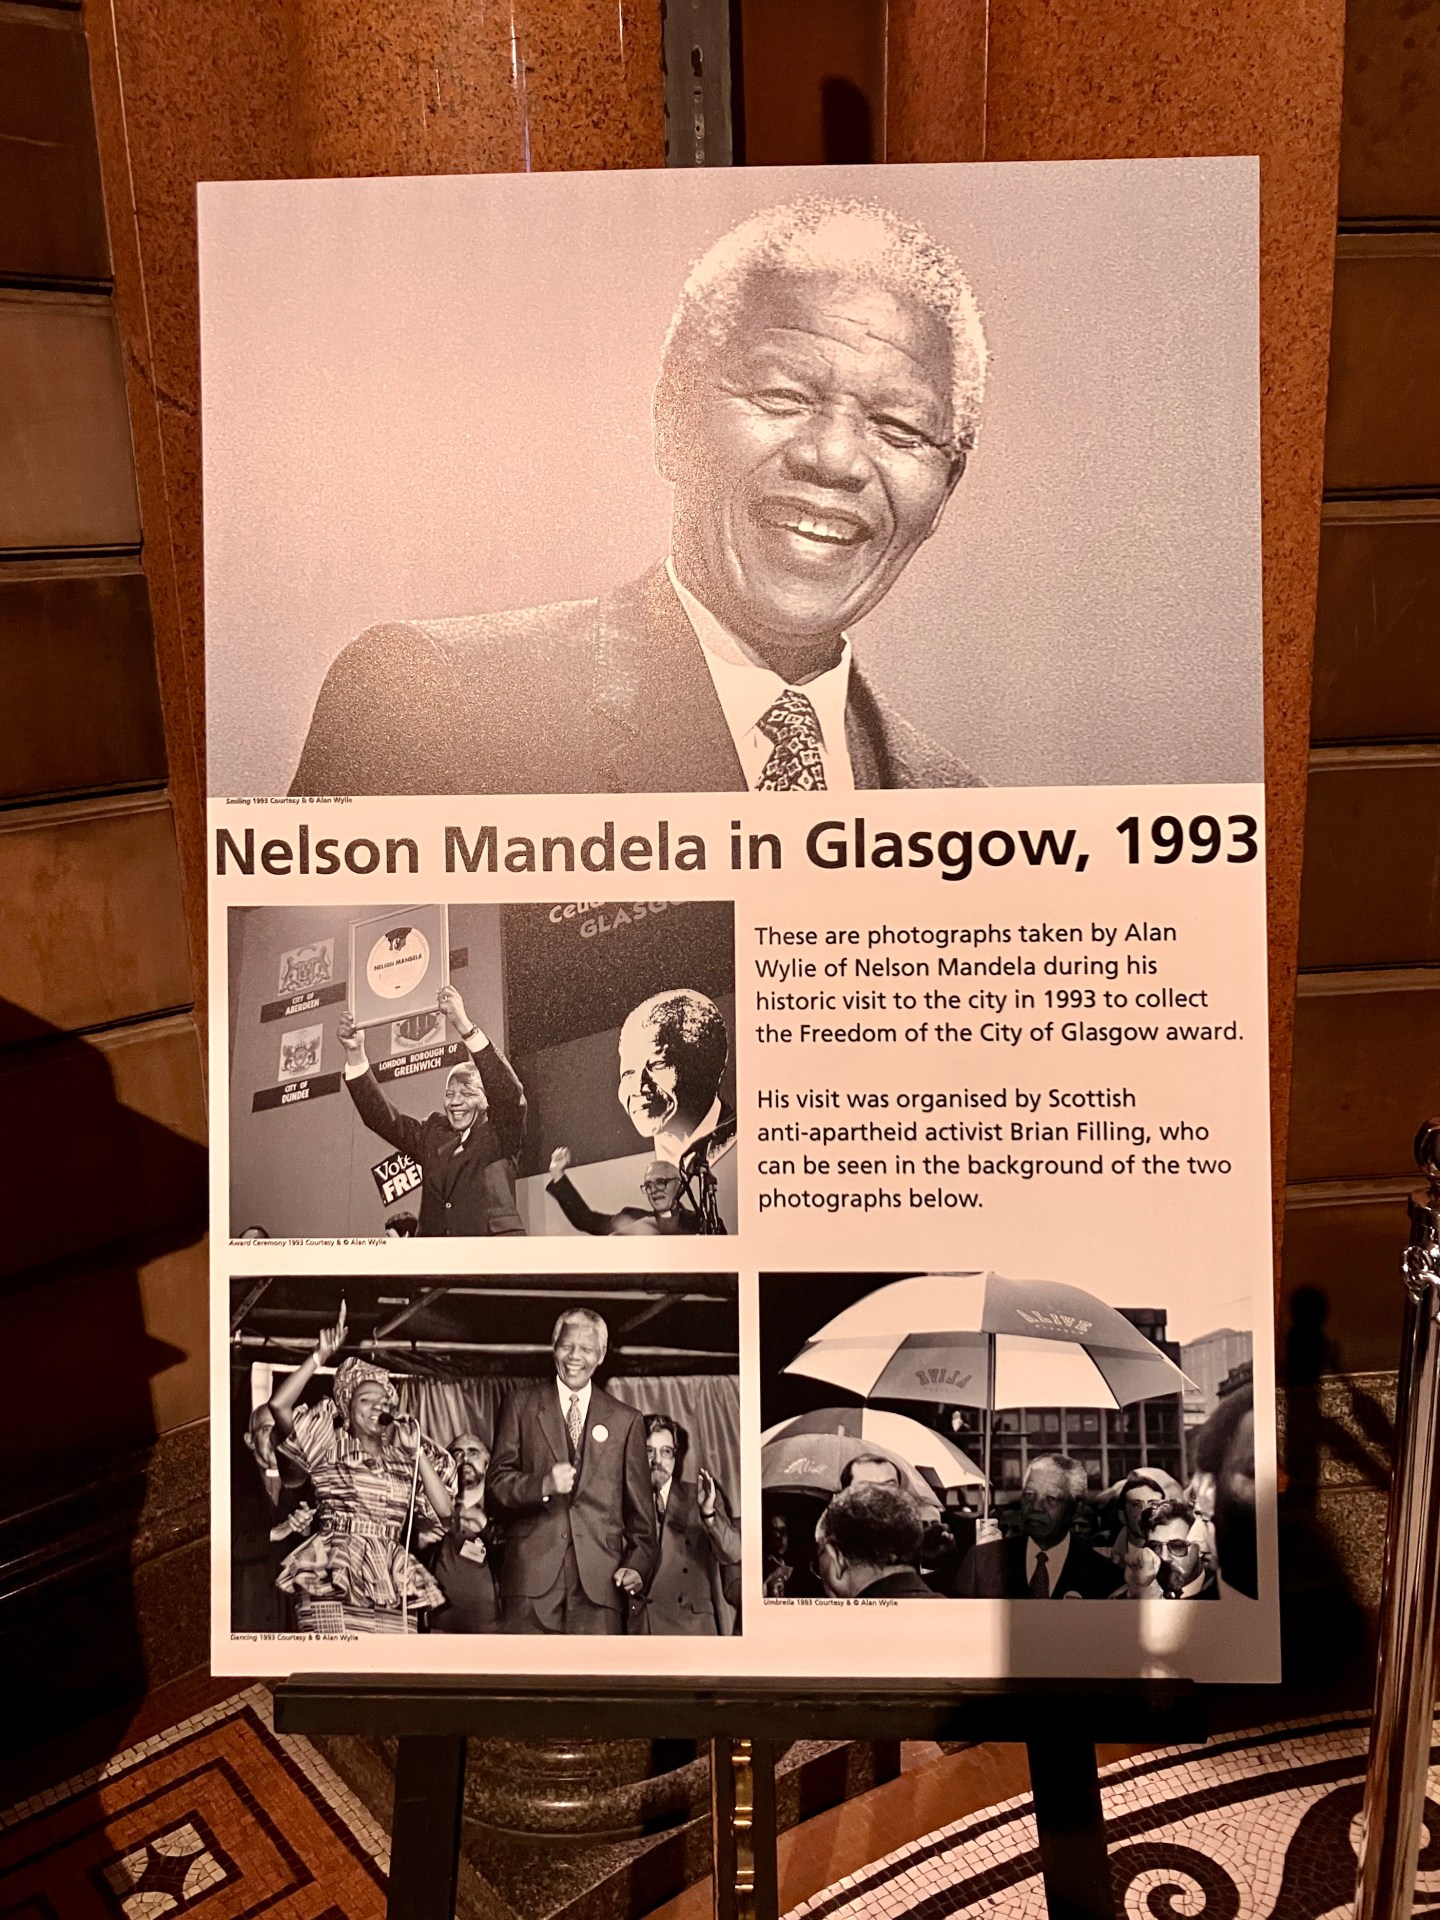 Smiling 1993 Courtesy & © Alan Wylie
Nelson Mandela in Glasgow, 1993
GLASGO
NELSON MANDELA
CITY OF
ABERDEEN
LONDON BOROUGH OF
GREENWICH
CITY OF
DUNDEE
Vote
FRE
Award Ceremony 1993 Courtesy & © Alan Wylie
These are photographs taken by Alan
Wylie of Nelson Mandela during his
historic visit to the city in 1993 to collect
the Freedom of the City of Glasgow award.
His visit was organised by Scottish
anti-apartheid activist Brian Filling, who
can be seen in the background of the two
photographs below.
Dancing 1993 Courtesy & © Alan Wylie
ALIVE
Umbrella 1993 Courtesy & © Alan Wylie